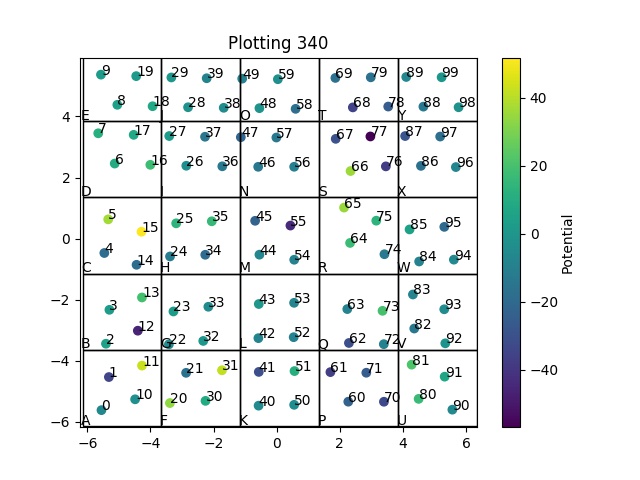 Plotting 340
9 19 29 39 49 59 69 79 89 99
8 18 28 38 48 58 68 78 88 98
E J O T Y
7 17 27 37 47 57 67 77 87 97
6 16 26 36 46 56 66 76 86 96
D I N S X
5 15 25 35 45 55 65 75 85 95
4 14 24 34 44 54 64 74 84 94
C H M R W
3 13 23 33 43 53 63 73 83 93
2 12 22 32 42 52 62 72 82 92
B G L Q V
1 11 21 31 41 51 61 71 81 91
0 10 20 30 40 50 60 70 80 90
A F K P U
4
2
0
−2
−4
−6
−6 −4 −2 0 2 4 6
40
20
0
−20
−40
Potential